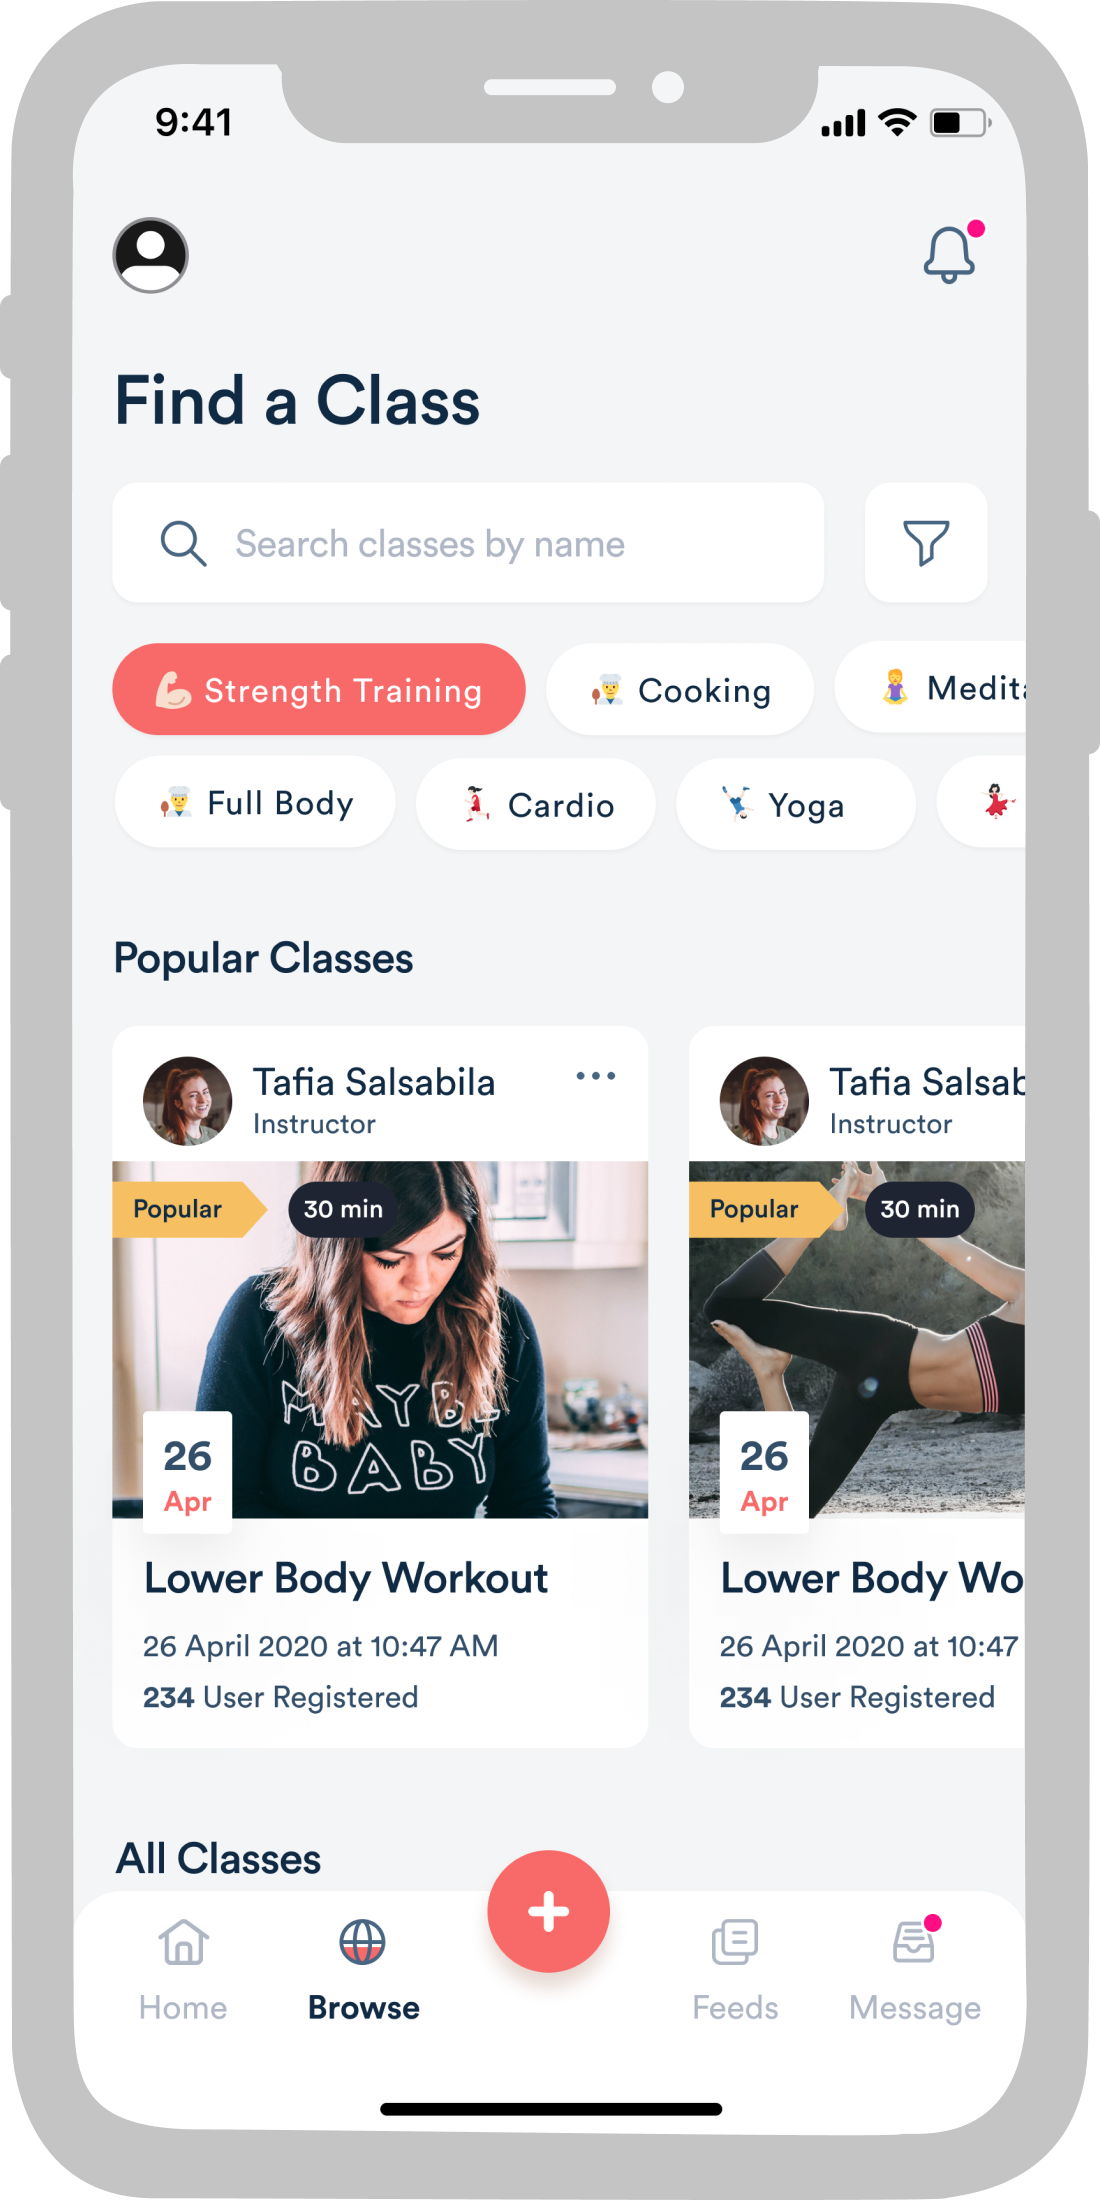 9:41
Find a Class
Search classes by name
Strength Training
Cooking
Medita
Full Body
Cardio
Yoga
Popular Classes
Tafia Salsabila
Instructor
Popular
30 min
MAYBE
BABY
26
Apr
Lower Body Workout
26 April 2020 at 10:47 AM
234 User Registered
Tafia Salsab
Instructor
Popular
30 min
26
Apr
Lower Body Wo
26 April 2020 at 10:47
234 User Registered
All Classes
Home
Browse
Feeds
Message